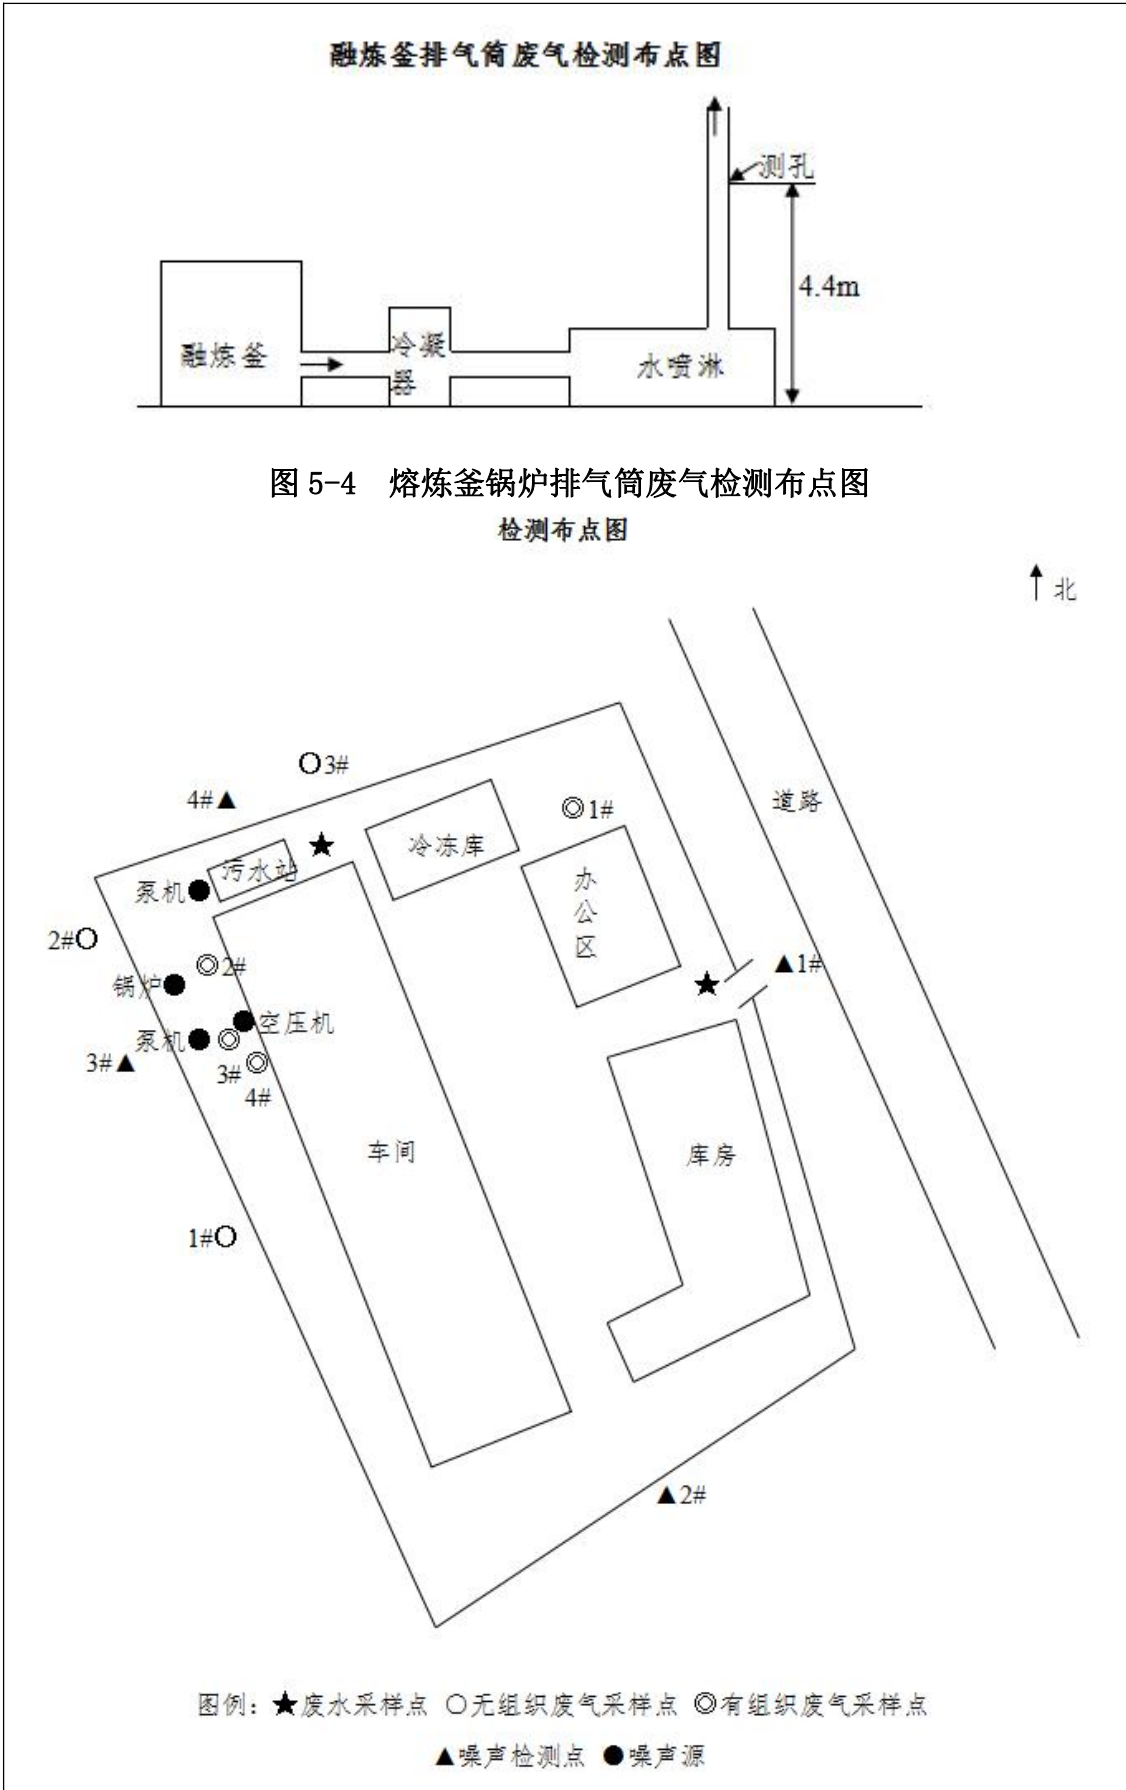 融炼釜排气筒废气检测布点图
测孔
4.4m
融炼釜
冷凝
器
水喷淋
图 5-4 熔炼釜锅炉排气筒废气检测布点图
检测布点图
↑ 北
○3#
4#▲
◎1#
道路
冷冻库
★
污水站
泵机●
办
公
区
2#○
◎2#
锅炉●
★
▲1#
●空压机
泵机●
◎
3#▲
3#
◎
4#
车间
库房
1#○
▲2#
图例：★废水采样点 ○无组织废气采样点 ◎有组织废气采样点
▲噪声检测点 ●噪声源